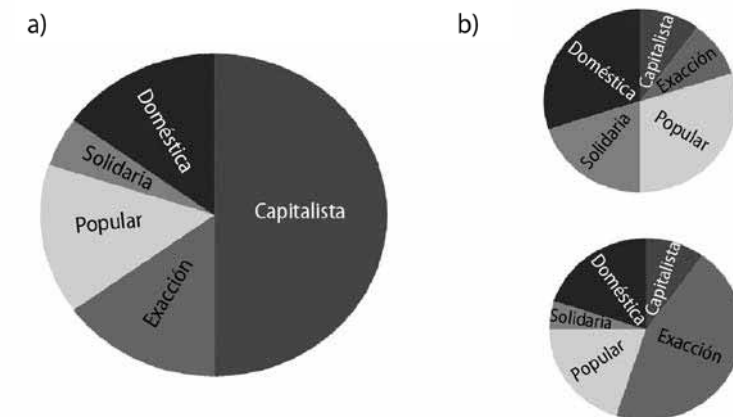 a)
Doméstica
Solidaria
Popular
Exacción
Capitalista
b)
Doméstica
Capitalista
Exacción
Popular
Solidaria
Doméstica
Capitalista
Solidaria
Exacción
Popular